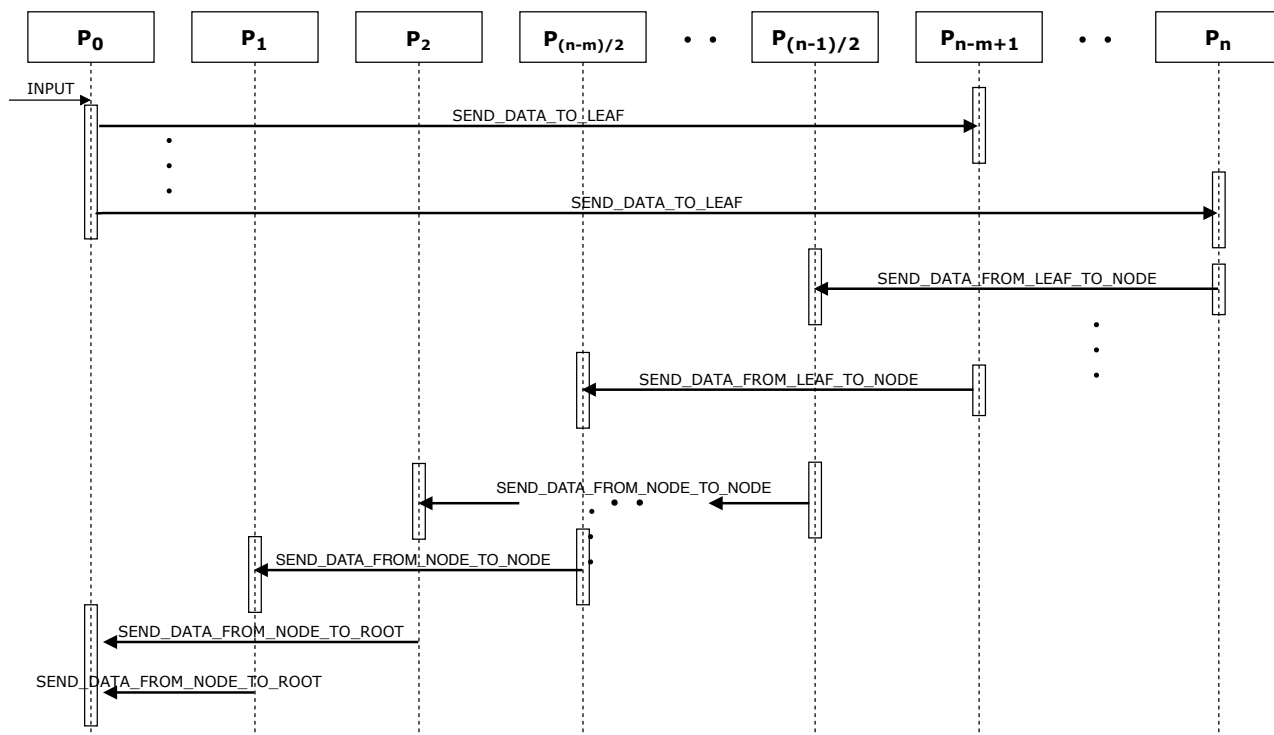 P0 P1 P2 P(n-m)/2 • • P(n-1)/2 Pn-m+1 • • Pn
INPUT
SEND_DATA_TO_LEAF
SEND_DATA_TO_LEAF
SEND_DATA_FROM_LEAF_TO_NODE
SEND_DATA_FROM_LEAF_TO_NODE
SEND_DATA_FROM_NODE_TO_NODE
SEND_DATA_FROM_NODE_TO_NODE
SEND_DATA_FROM_NODE_TO_ROOT
SEND_DATA_FROM_NODE_TO_ROOT